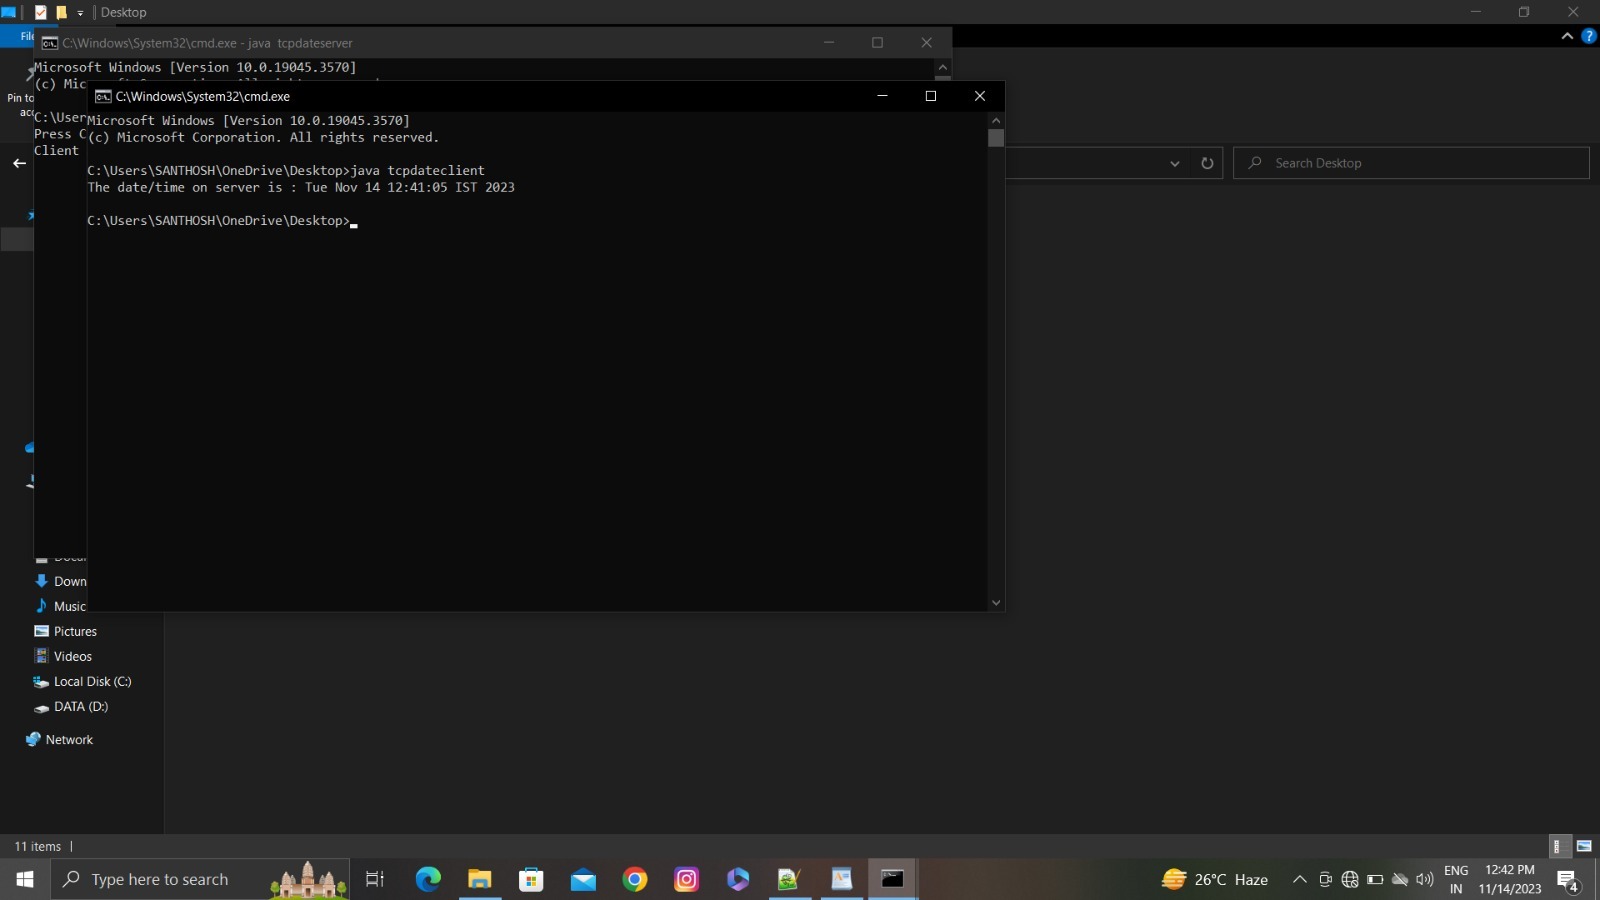 Desktop
File
C:\Windows\System32\cmd.exe - java tcpdateserver
Microsoft Windows [Version 10.0.19045.3570]
(c) Mic
Pin to
C:\User
Press C
Client
C:\Windows\System32\cmd.exe
Microsoft Windows [Version 10.0.19045.3570]
(c) Microsoft Corporation. All rights reserved.
C:\Users\SANTHOSH\OneDrive\Desktop>java tcpdateclient
The date/time on server is : Tue Nov 14 12:41:05 IST 2023
C:\Users\SANTHOSH\OneDrive\Desktop>
Search Desktop
Down
Music
Pictures
Videos
Local Disk (C:)
DATA (D:)
Network
11 items
Type here to search
26°C Haze
ENG
IN
12:42 PM
11/14/2023
4